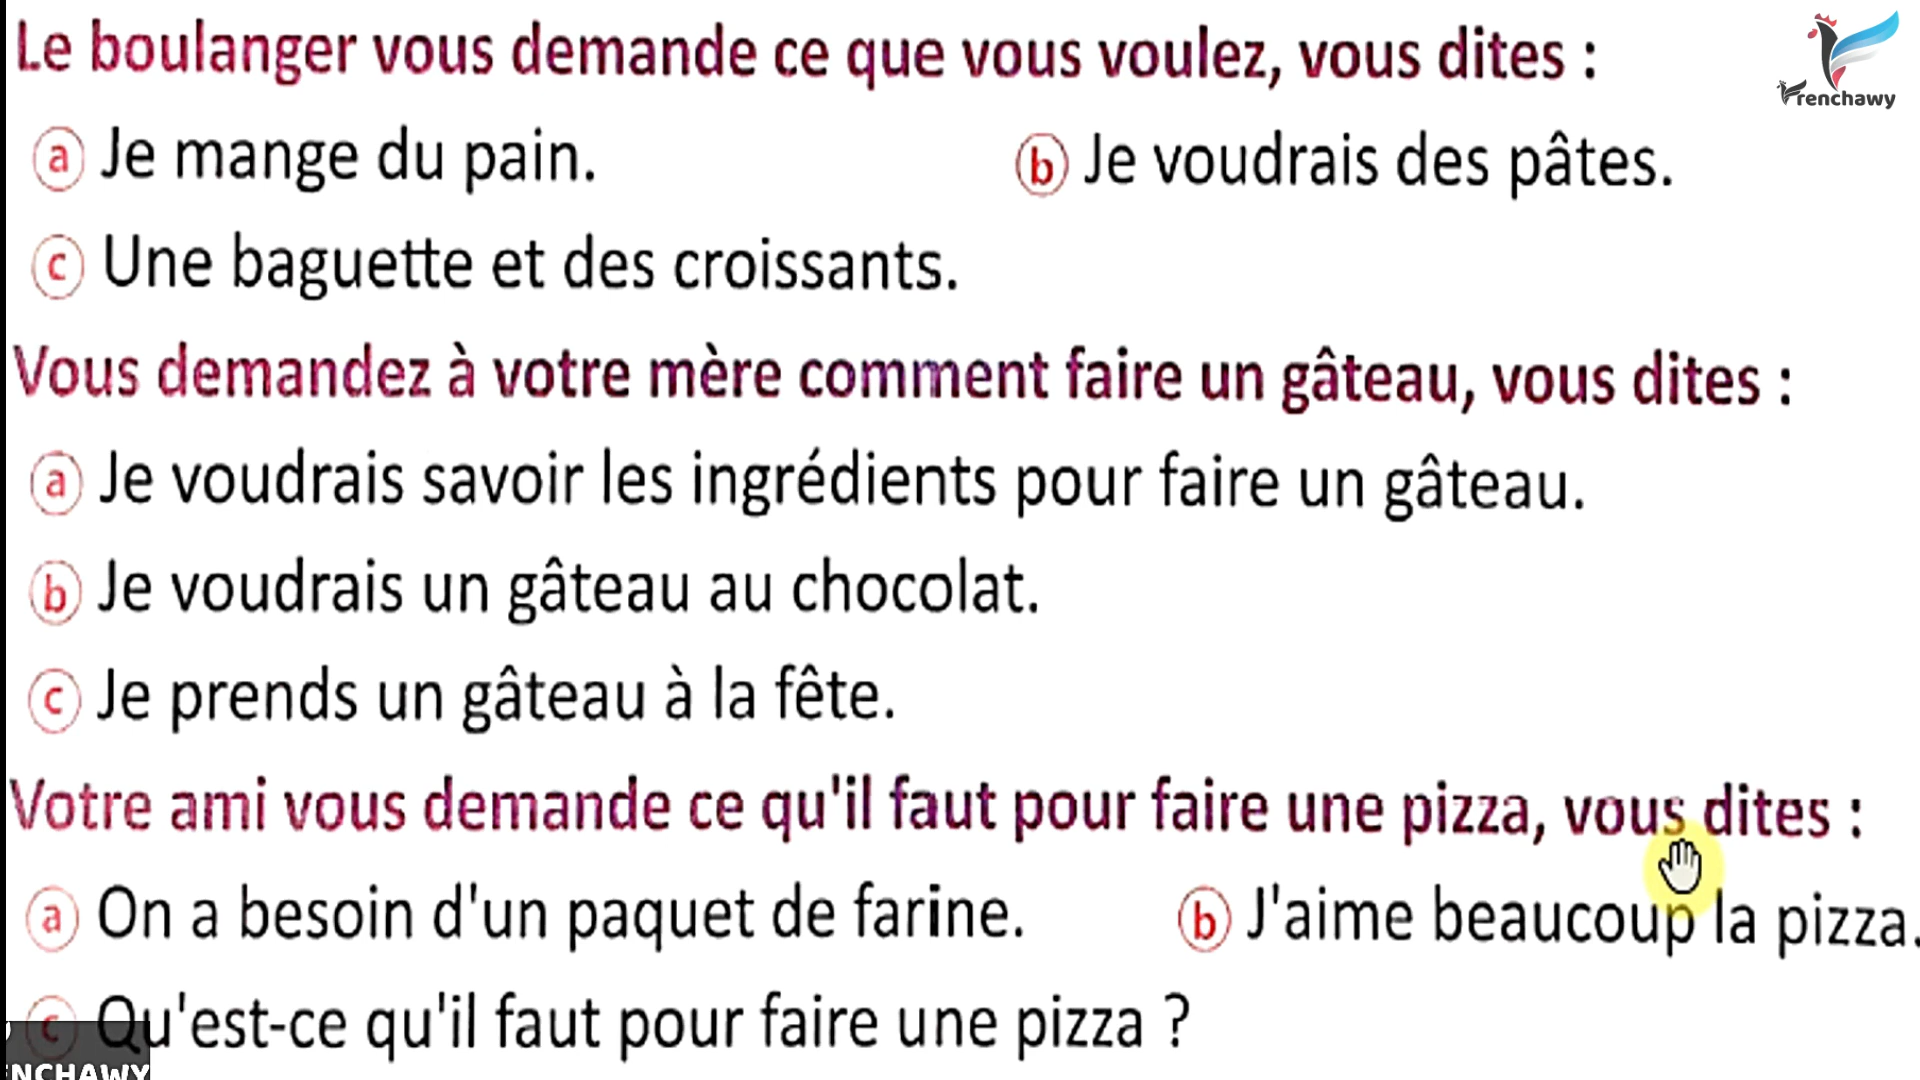 Le boulanger vous demande ce que vous voulez, vous dites :
renchawy
a Je mange du pain. b Je voudrais des pâtes.
c Une baguette et des croissants.
Vous demandez à votre mère comment faire un gâteau, vous dites :
a Je voudrais savoir les ingrédients pour faire un gâteau.
b Je voudrais un gâteau au chocolat.
c Je prends un gâteau à la fête.
Votre ami vous demande ce qu'il faut pour faire une pizza, vous dites :
a On a besoin d'un paquet de farine. b J'aime beaucoup la pizza.
c Qu'est-ce qu'il faut pour faire une pizza ?
ENCHAWY